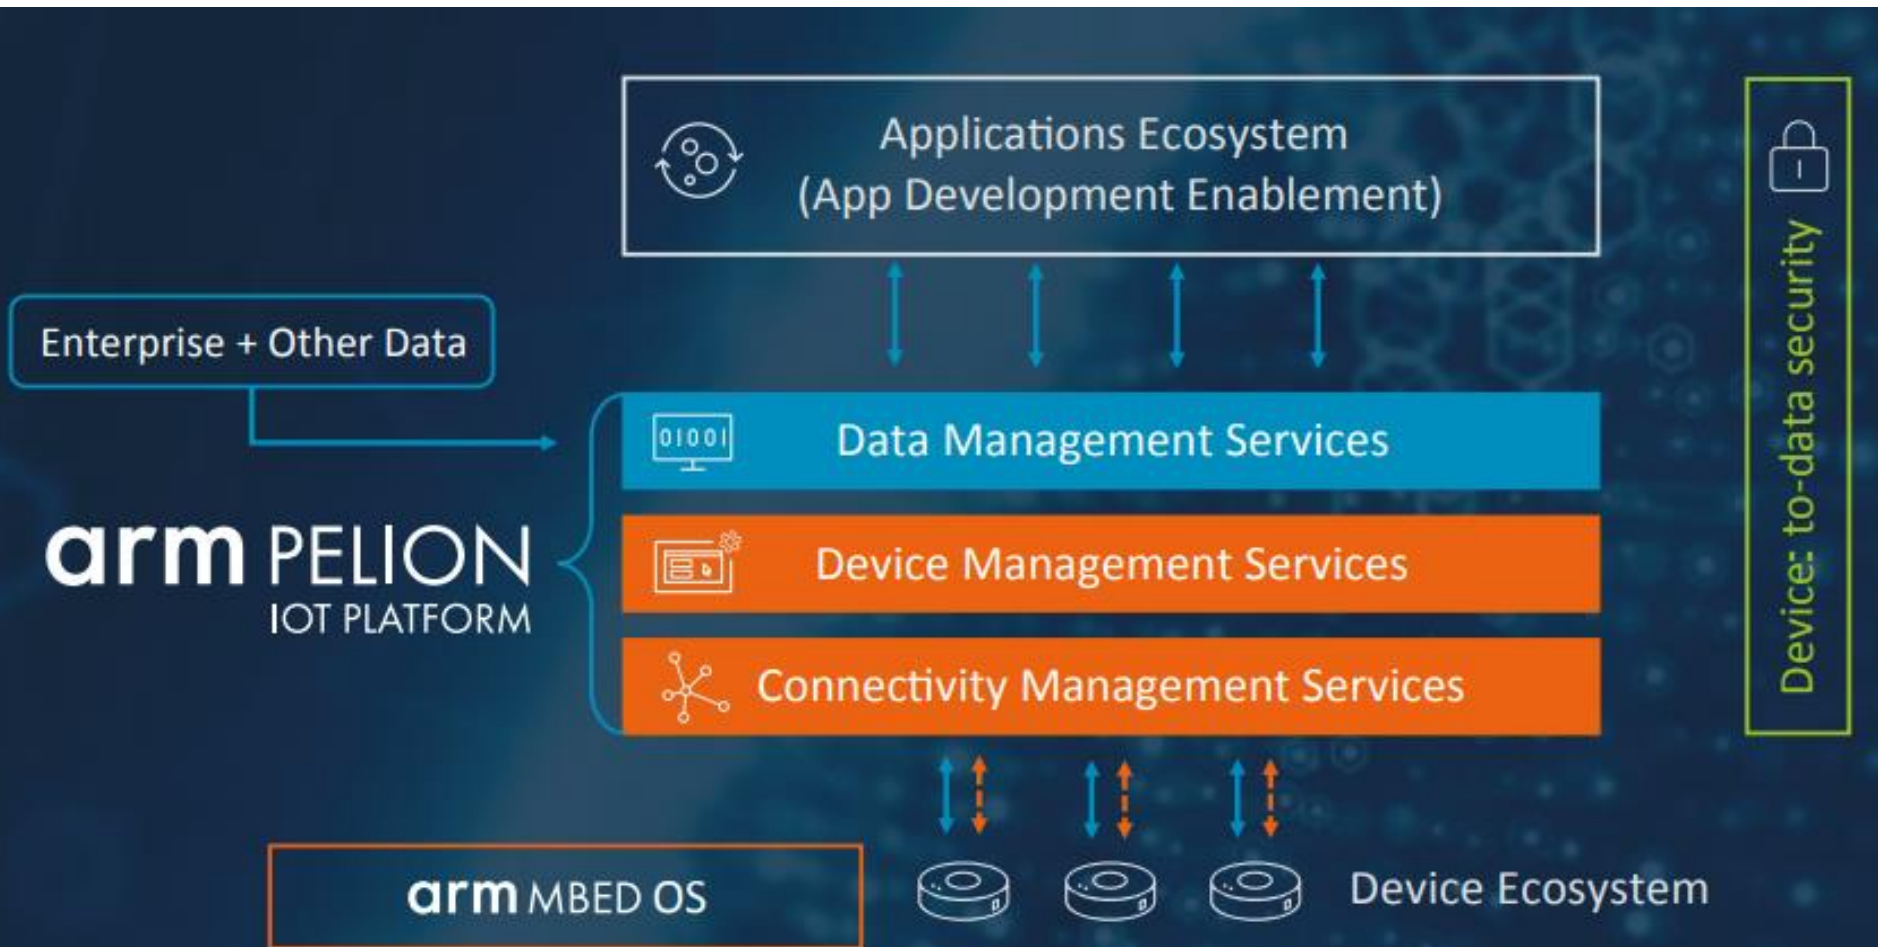 Applications Ecosystem
(App Development Enablement)
Enterprise + Other Data
01001
Data Management Services
arm PELION
IOT PLATFORM
Device Management Services
Connectivity Management Services
arm MBED OS
Device Ecosystem
Device: to-data security